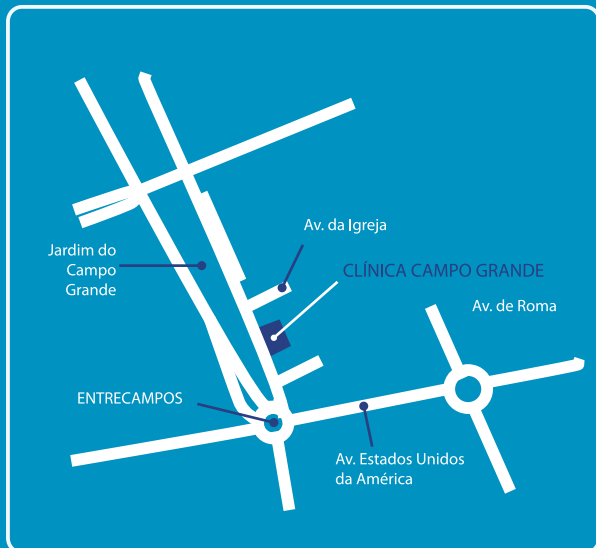 Av. da Igreja
Jardim do
Campo
Grande
CLÍNICA CAMPO GRANDE
Av. de Roma
ENTRECAMPOS
Av. Estados Unidos
da América